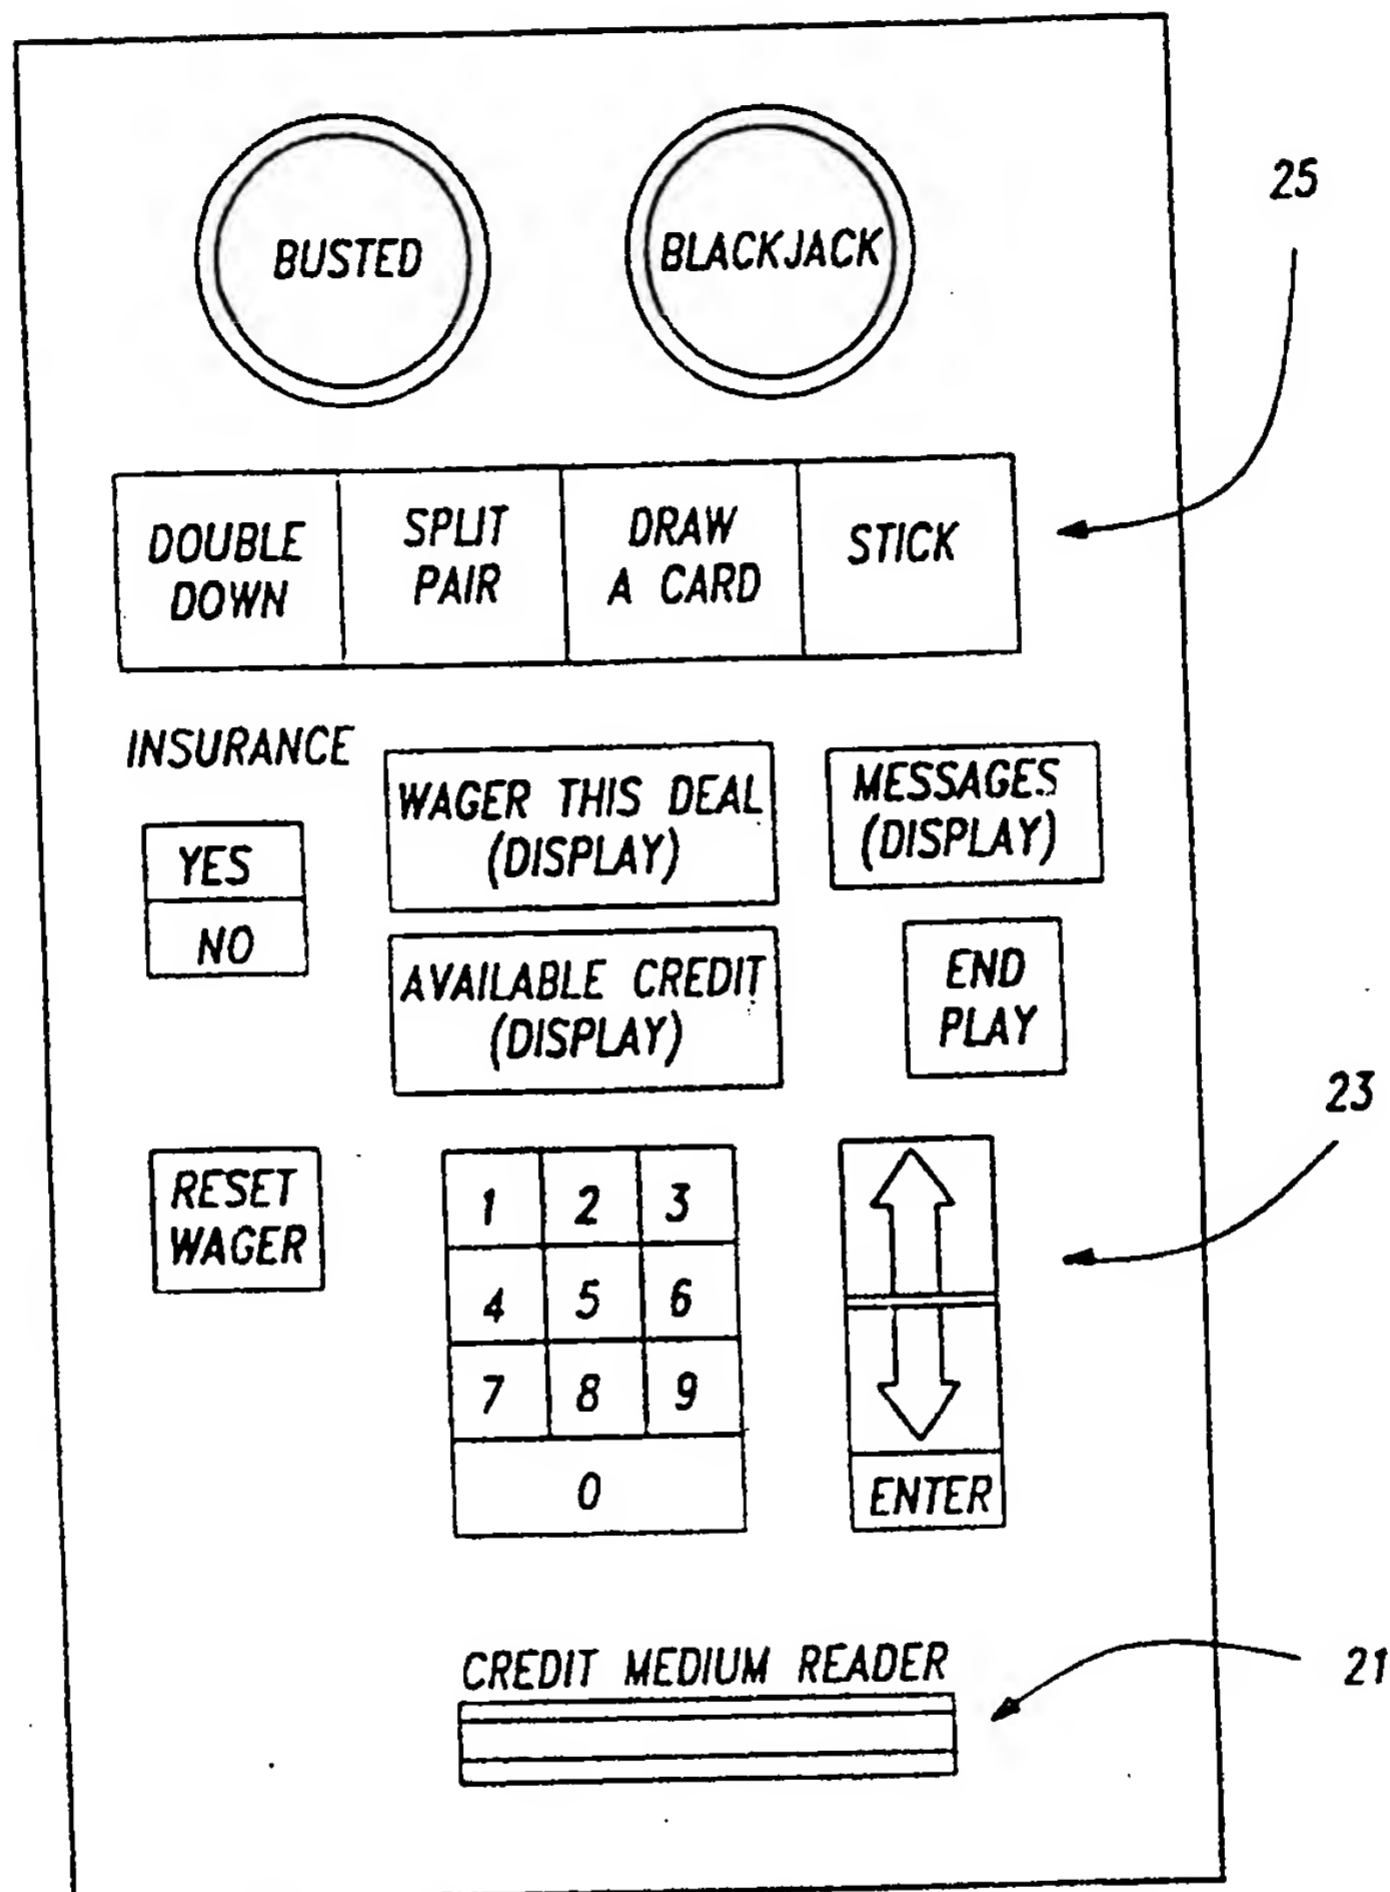 BUSTED
BLACKJACK
25
DOUBLE
DOWN
SPLIT
PAIR
DRAW
A CARD
STICK
INSURANCE
YES
NO
WAGER THIS DEAL
(DISPLAY)
MESSAGES
(DISPLAY)
AVAILABLE CREDIT
(DISPLAY)
END
PLAY
23
RESET
WAGER
1 2 3
4 5 6
7 8 9
0
ENTER
CREDIT MEDIUM READER
21